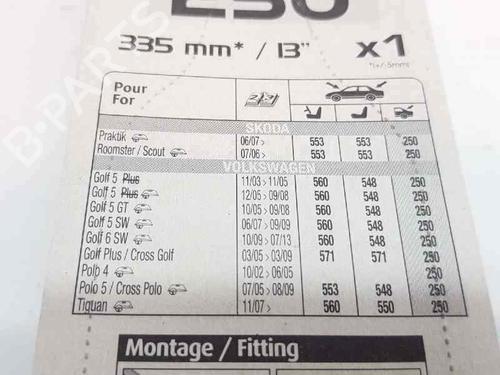 250
335 mm* / 13" x1
*(+/-5mm)
Pour
For
SKODA
Praktik 06/07 > 553 553 250
Roomster / Scout 07/06 > 553 553 250
VOLKSWAGEN
Golf 5 Plus 11/03 > 11/05 560 548 250
Golf 5 Plus 12/05 > 09/08 560 548 250
Golf 5 GT 10/05 > 09/08 560 548 250
Golf 5 SW 06/07 > 09/09 560 548 250
Golf 6 SW 10/09 > 07/13 560 548 250
Golf Plus / Cross Golf 03/05 > 03/09 571 571 250
Polo 4 10/02 > 06/05 250
Polo 5 / Cross Polo 07/05 > 08/09 553 548 250
Tiguan 11/07 > 560 550 250
Montage / Fitting
B-PARTS